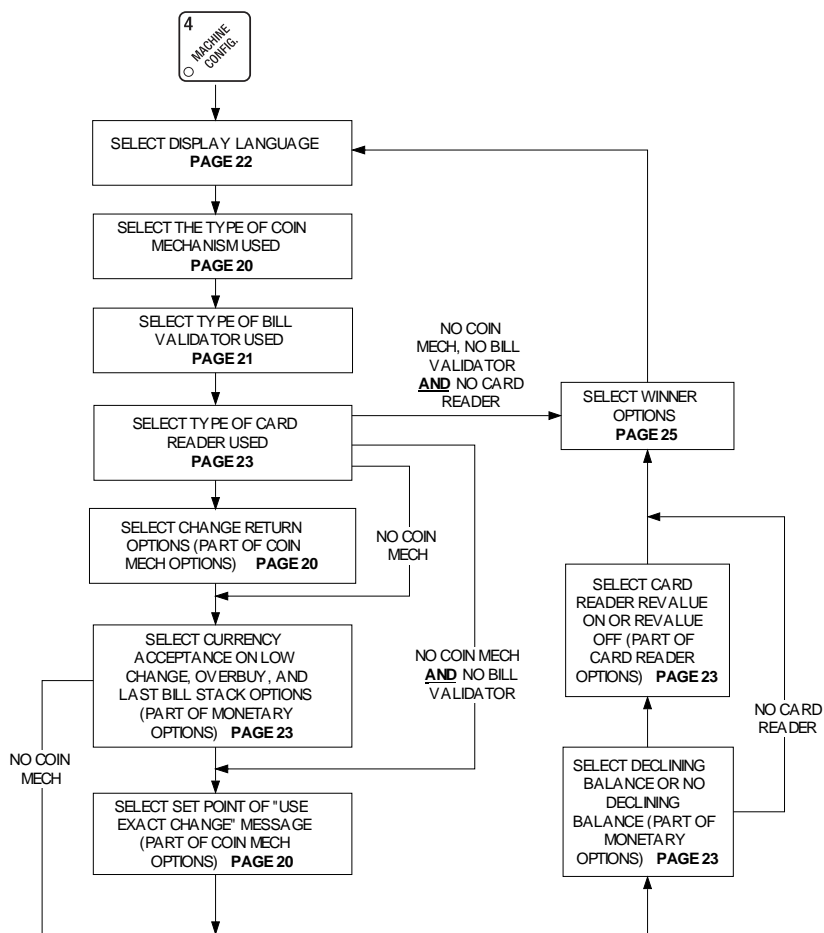 4
MACHINE
CONFIG.
SELECT DISPLAY LANGUAGE
PAGE 22
SELECT THE TYPE OF COIN
MECHANISM USED
PAGE 20
SELECT TYPE OF BILL
VALIDATOR USED
PAGE 21
SELECT TYPE OF CARD
READER USED
PAGE 23
NO COIN
MECH, NO BILL
VALIDATOR
AND NO CARD
READER
SELECT WINNER
OPTIONS
PAGE 25
SELECT CHANGE RETURN
OPTIONS (PART OF COIN
MECH OPTIONS) PAGE 20
NO COIN
MECH
SELECT CURRENCY
ACCEPTANCE ON LOW
CHANGE, OVERBUY, AND
LAST BILL STACK OPTIONS
(PART OF MONETARY
OPTIONS) PAGE 23
NO COIN MECH
AND NO BILL
VALIDATOR
SELECT CARD
READER REVALUE
ON OR REVALUE
OFF (PART OF
CARD READER
OPTIONS) PAGE 23
NO CARD
READER
NO COIN
MECH
SELECT SET POINT OF "USE
EXACT CHANGE" MESSAGE
(PART OF COIN MECH
OPTIONS) PAGE 20
SELECT DECLINING
BALANCE OR NO
DECLINING
BALANCE (PART OF
MONETARY
OPTIONS) PAGE 23